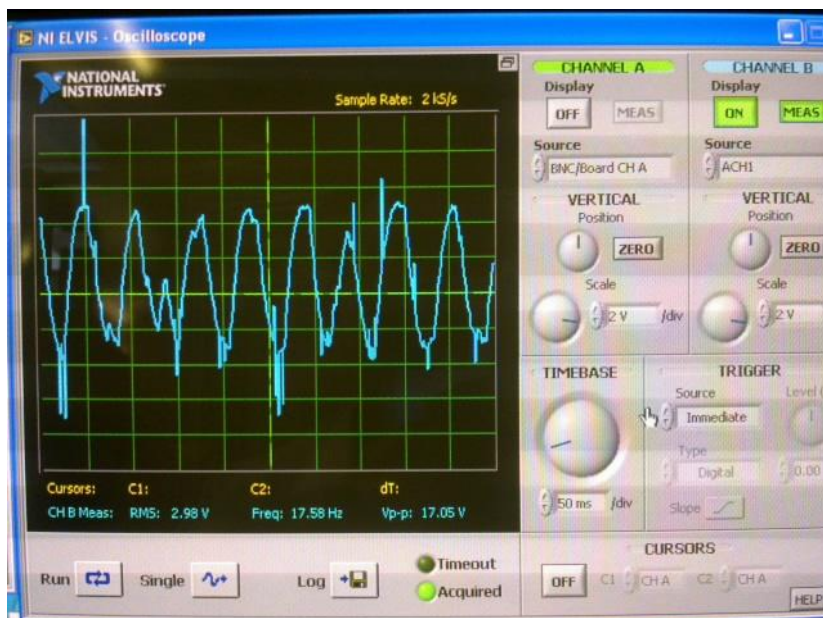 NI ELVIS - Oscilloscope
NATIONAL
INSTRUMENTS
Sample Rate: 2 kS/s
Cursors: C1: C2: dT:
CH B Meas: RMS: 2.98 V Freq: 17.58 Hz Vp-p: 17.05 V
Run Single Log
Timeout
Acquired
CHANNEL A
Display
OFF MEAS
Source
BNC/Board CH A
VERTICAL
Position
ZERO
Scale
2 V /div
CHANNEL B
Display
ON MEAS
Source
ACH1
VERTICAL
Position
ZERO
Scale
2 V
TIMEBASE
50 ms /div
TRIGGER
Source Level (
Immediate
Type
Digital 0.00
Slope
CURSORS
OFF C1 CH A C2 CH A
HELP